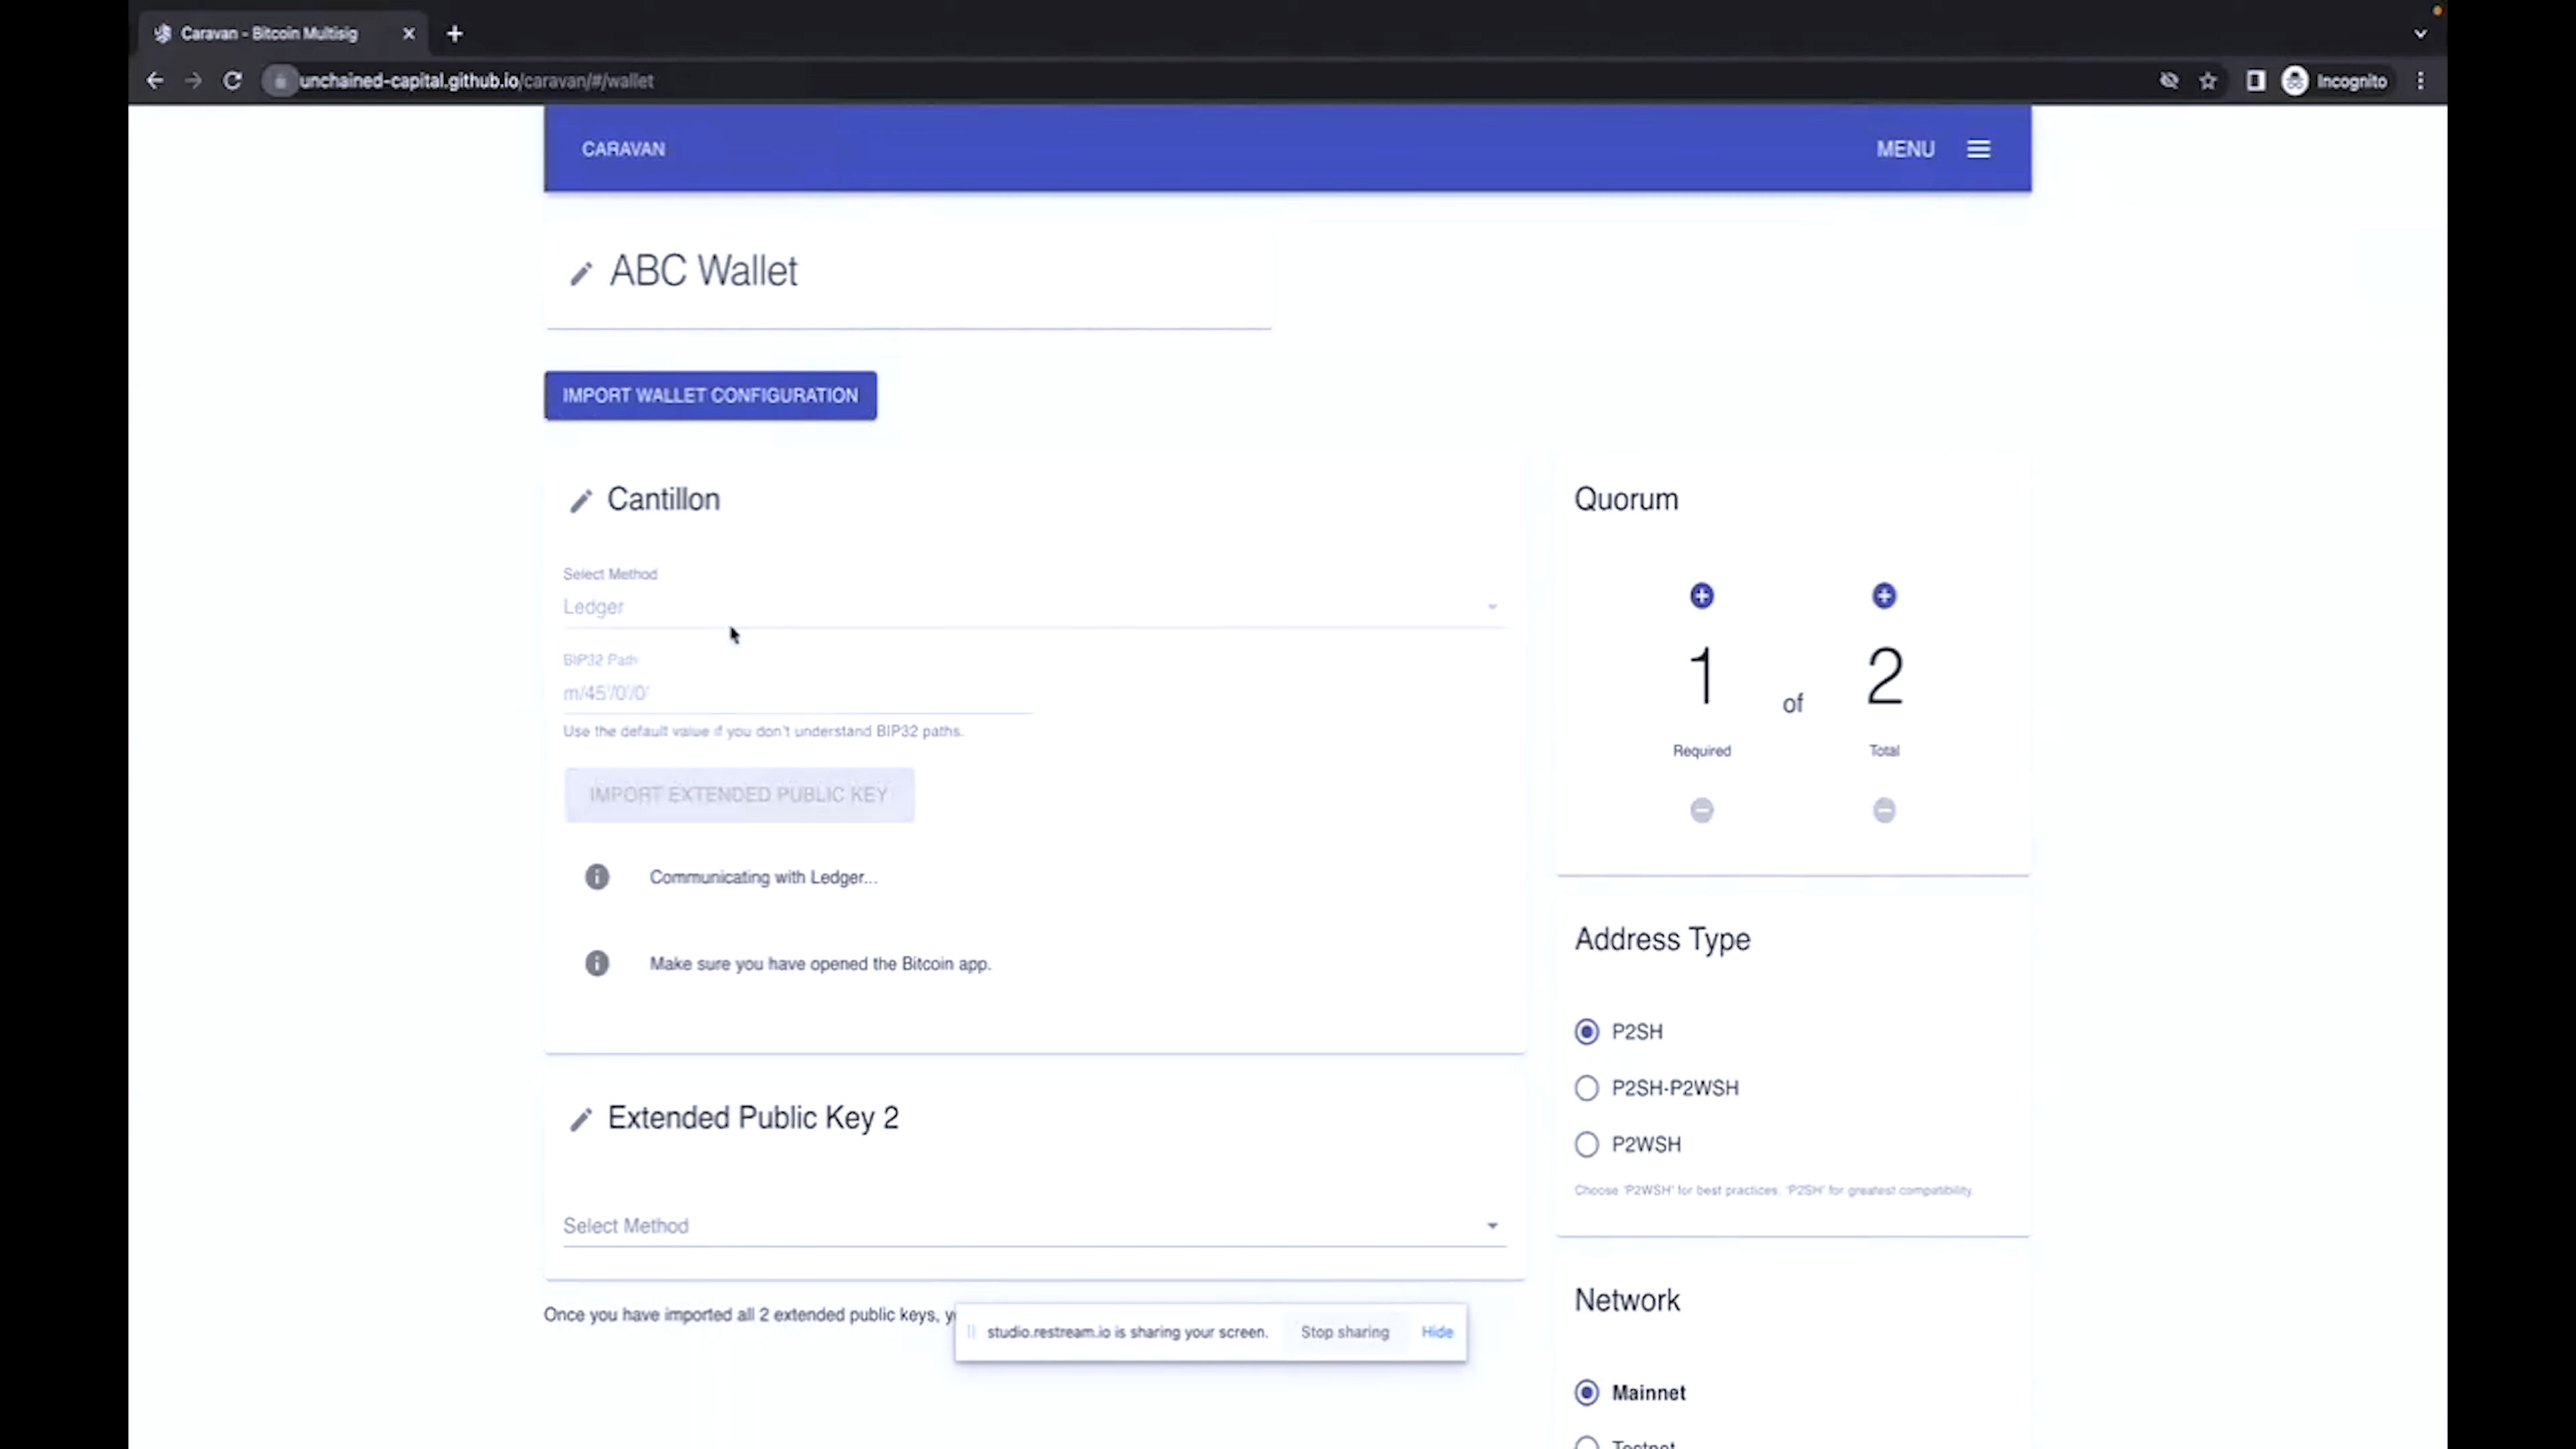 Caravan - Bitcoin Multisig
unchained-capital.github.io/caravan/#/wallet
Incognito
CARAVAN
MENU
ABC Wallet
IMPORT WALLET CONFIGURATION
Cantillon
Select Method
Ledger
BIP32 Path
m/45'/0'/0'
Use the default value if you don't understand BIP32 paths.
IMPORT EXTENDED PUBLIC KEY
Communicating with Ledger...
Make sure you have opened the Bitcoin app.
Extended Public Key 2
Select Method
Once you have imported all 2 extended public keys,
studio.restream.io is sharing your screen.
Stop sharing
Hide
Quorum
1 of 2
Required
Total
Address Type
P2SH
P2SH-P2WSH
P2WSH
Choose 'P2WSH' for best practices, 'P2SH' for greatest compatibility.
Network
Mainnet
Testnet